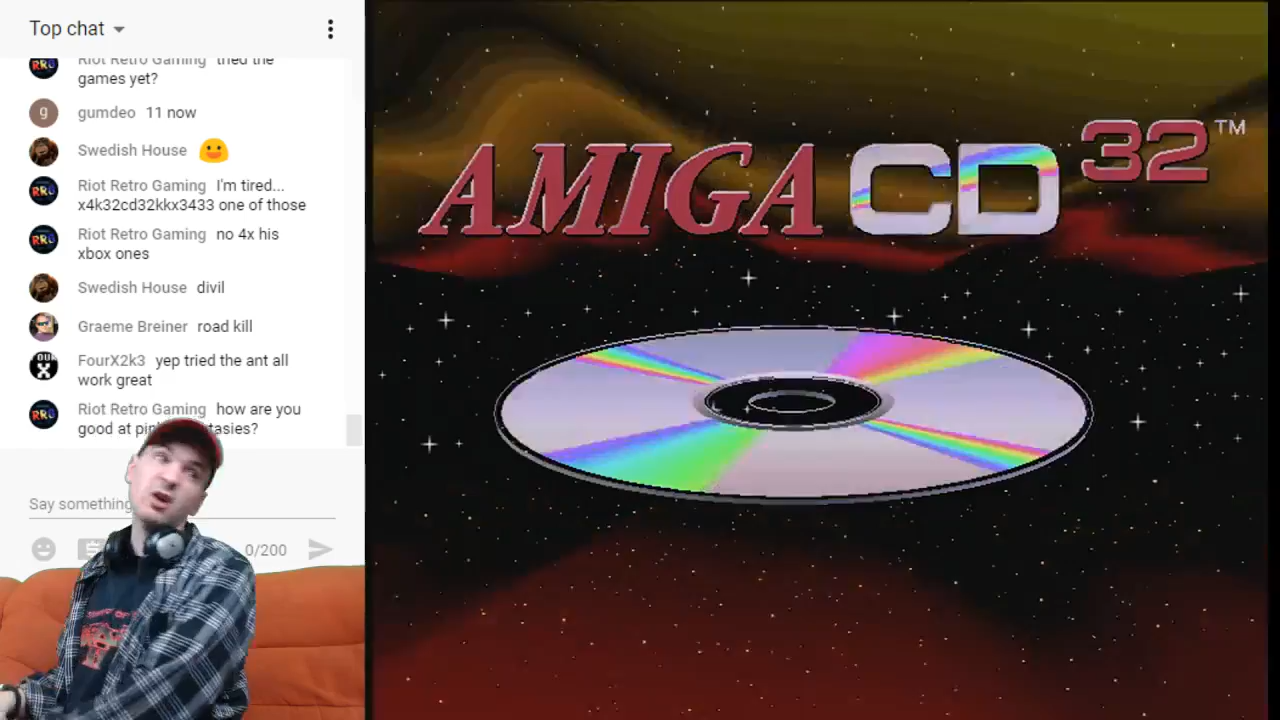 Top chat
Riot Retro Gaming tried the
games yet?
g gumdeo 11 now
Swedish House
Riot Retro Gaming I'm tired...
x4k32cd32kkx3433 one of those
Riot Retro Gaming no 4x his
xbox ones
Swedish House divil
Graeme Breiner road kill
FourX2k3 yep tried the ant all
work great
Riot Retro Gaming how are you
good at
Say something
0/200
AMIGA CD 32 TM